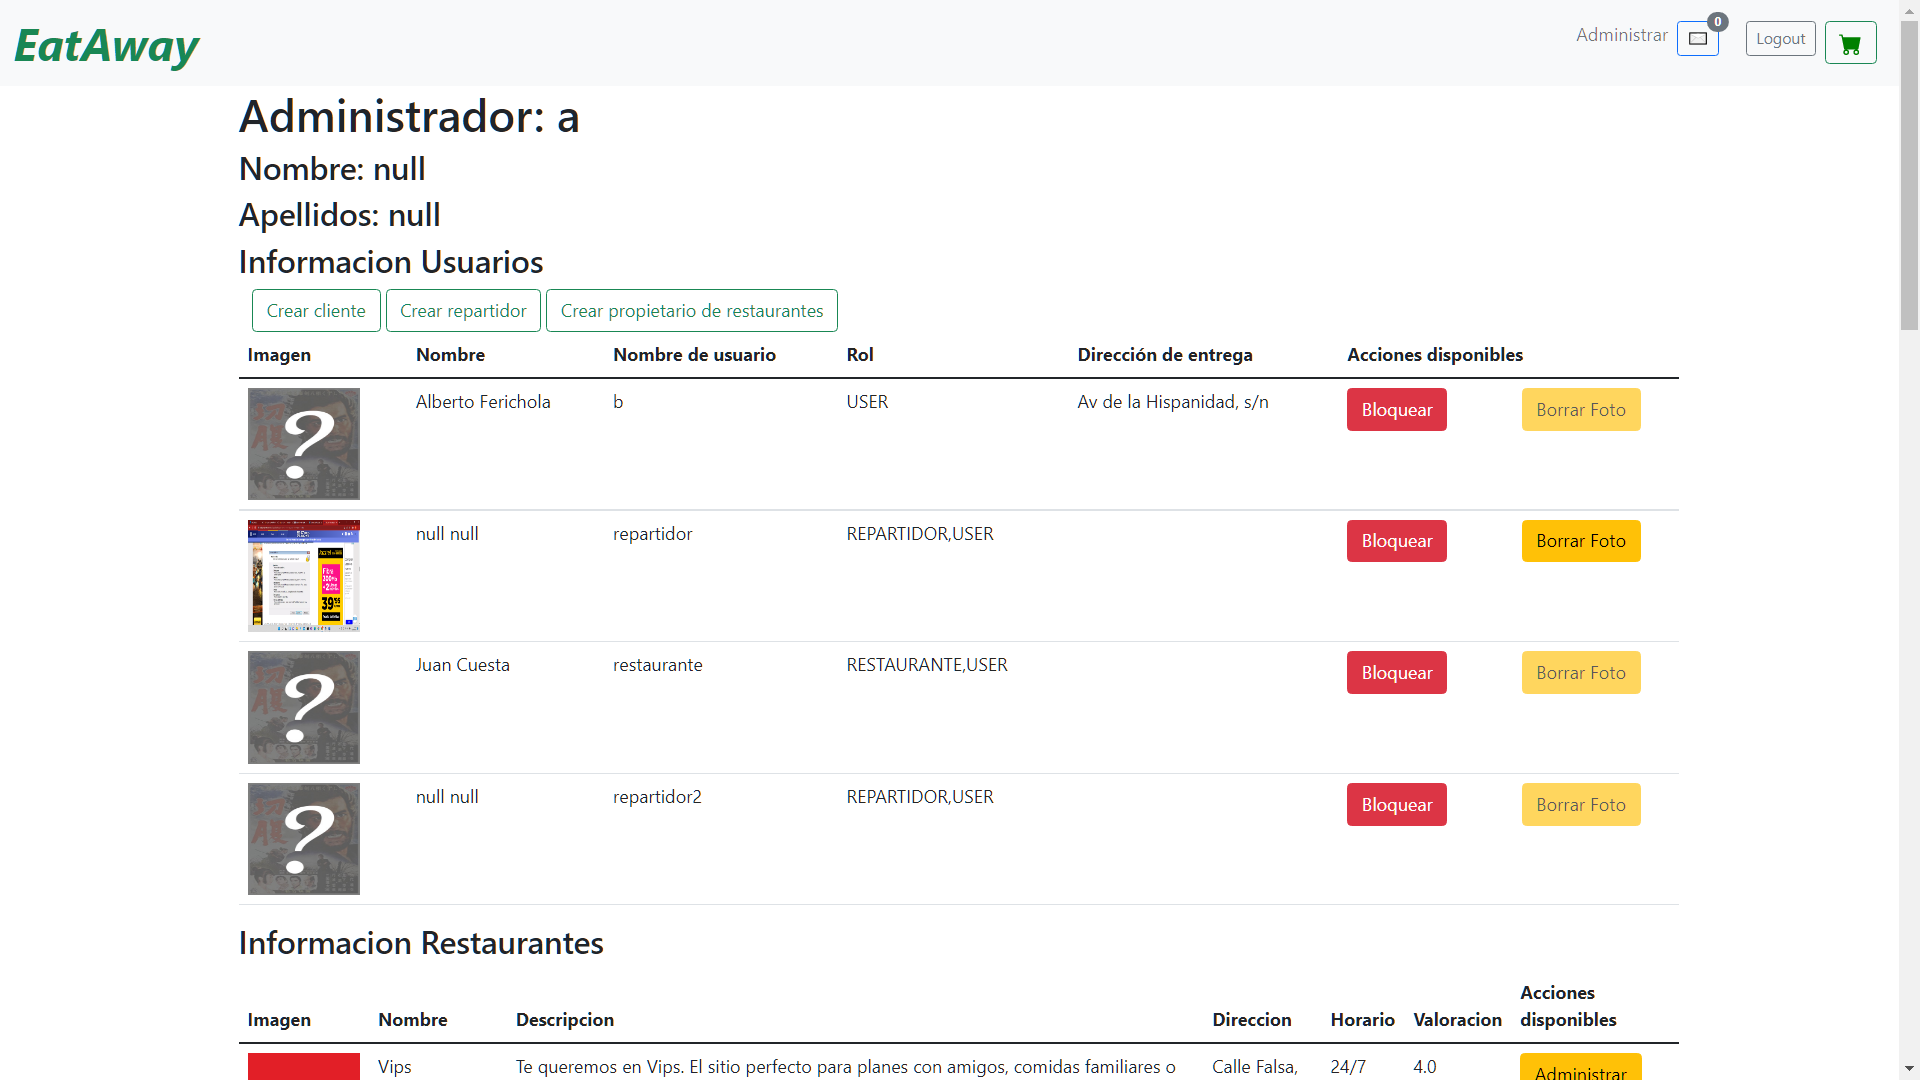 EatAway
Administrar
0
Logout
Administrador: a
Nombre: null
Apellidos: null
Informacion Usuarios
Crear cliente Crear repartidor Crear propietario de restaurantes
Imagen Nombre Nombre de usuario Rol Dirección de entrega Acciones disponibles
? Alberto Ferichola b USER Av de la Hispanidad, s/n Bloquear Borrar Foto
null null repartidor REPARTIDOR,USER Bloquear Borrar Foto
39
? Juan Cuesta restaurante RESTAURANTE,USER Bloquear Borrar Foto
? null null repartidor2 REPARTIDOR,USER Bloquear Borrar Foto
Informacion Restaurantes
Imagen Nombre Descripcion Direccion Horario Valoracion Acciones disponibles
Vips Te queremos en Vips. El sitio perfecto para planes con amigos, comidas familiares o Calle Falsa, 24/7 4.0 Administrar